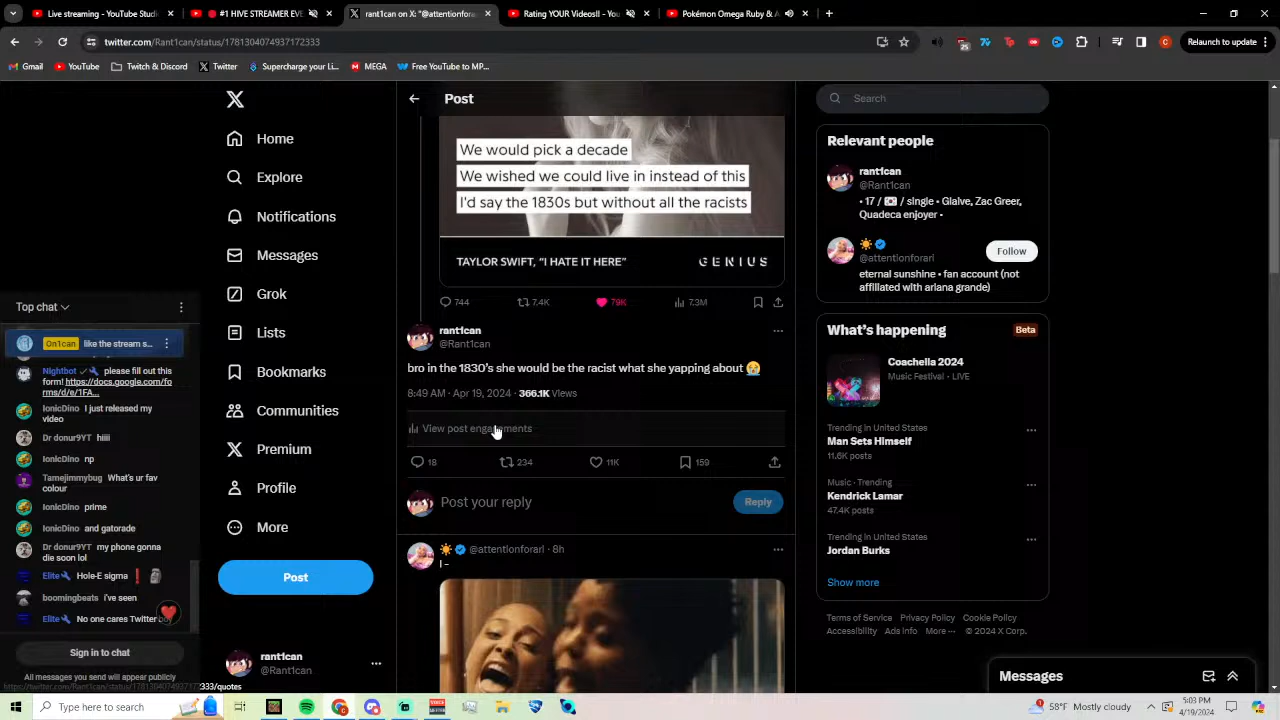 Live streaming - YouTube Stud
#1 HIVE STREAMER EVE
rant1can on X: "@attentionforari
Rating YOUR Videos!! - You
Pokémon Omega Ruby & A
twitter.com/Rant1can/status/1781304074937172333
Relaunch to update
Gmail
YouTube
Twitch & Discord
Twitter
Supercharge your Li...
MEGA
Free YouTube to MP...
Home
Explore
Notifications
Messages
Grok
Lists
Bookmarks
Communities
Premium
Profile
More
Post
rant1can
@Rant1can
Top chat
On1can like the stream s...
Nightbot please fill out this
form! https://docs.google.com/fo
rms/d/e/1FA...
IonicDino I just released my
video
Dr donur9YT hiiii
IonicDino np
Tamejimmybug What's ur fav
colour
IonicDino prime
IonicDino and gatorade
Dr donur9YT my phone gonna
die soon lol
Elite Hole-E sigma
boomingbeats i've seen
Elite No one cares Twitter
Sign in to chat
All messages you send will appear publicly
Post
We would pick a decade
We wished we could live in instead of this
I'd say the 1830s but without all the racists
TAYLOR SWIFT, "I HATE IT HERE"
GENIUS
744
7.4K
79K
7.3M
rant1can
@Rant1can
bro in the 1830's she would be the racist what she yapping about 😭
8:49 AM · Apr 19, 2024 · 366.1K Views
View post engagements
18
234
11K
159
Post your reply
Reply
@attentionforari · 8h
Search
Relevant people
rant1can
@Rant1can
• 17 / 🇰🇷 / single • Glaive, Zac Greer,
Quadeca enjoyer •
@attentionforari
Follow
eternal sunshine • fan account (not
affiliated with ariana grande)
What's happening
Beta
Coachella 2024
Music Festival · LIVE
Trending in United States
Man Sets Himself
11.6K posts
Music · Trending
Kendrick Lamar
47.4K posts
Trending in United States
Jordan Burks
Show more
Terms of Service Privacy Policy Cookie Policy
Accessibility Ads info More ··· © 2024 X Corp.
Messages
Type here to search
58°F Mostly cloudy
5:03 PM
4/19/2024